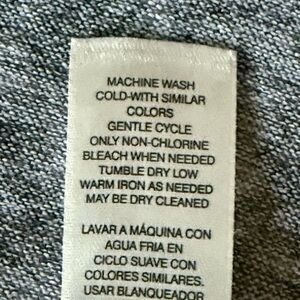 MACHINE WASH
COLD-WITH SIMILAR
COLORS
GENTLE CYCLE
ONLY NON-CHLORINE
BLEACH WHEN NEEDED
TUMBLE DRY LOW
WARM IRON AS NEEDED
MAY BE DRY CLEANED
LAVAR A MÁQUINA CON
AGUA FRIA EN
CICLO SUAVE CON
COLORES SIMILARES.
USAR BLANQUEADOR